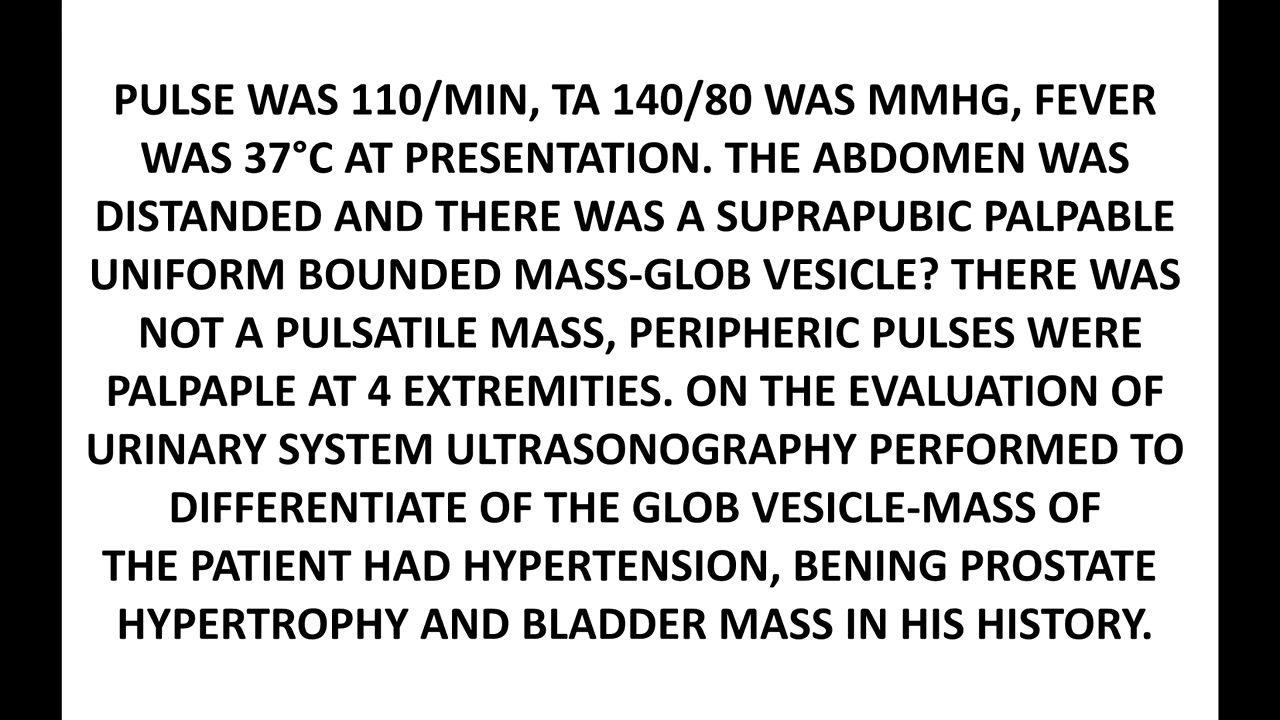 PULSE WAS 110/MIN, TA 140/80 WAS MMHG, FEVER
WAS 37°C AT PRESENTATION. THE ABDOMEN WAS
DISTANDED AND THERE WAS A SUPRAPUBIC PALPABLE
UNIFORM BOUNDED MASS-GLOB VESICLE? THERE WAS
NOT A PULSATILE MASS, PERIPHERIC PULSES WERE
PALPAPLE AT 4 EXTREMITIES. ON THE EVALUATION OF
URINARY SYSTEM ULTRASONOGRAPHY PERFORMED TO
DIFFERENTIATE OF THE GLOB VESICLE-MASS OF
THE PATIENT HAD HYPERTENSION, BENING PROSTATE
HYPERTROPHY AND BLADDER MASS IN HIS HISTORY.